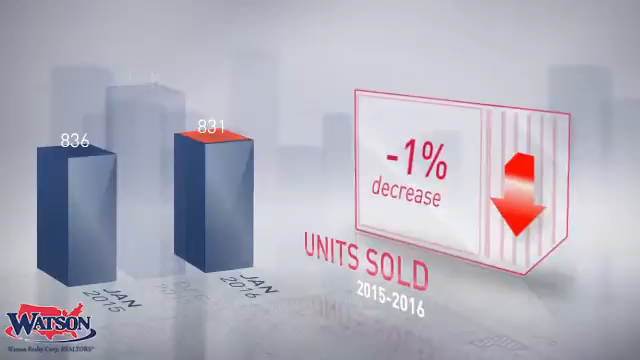 836
831
JAN
2015
JAN
2016
-1%
decrease
UNITS SOLD
2015-2016
WATSON
Watson Realty Corp. REALTORS